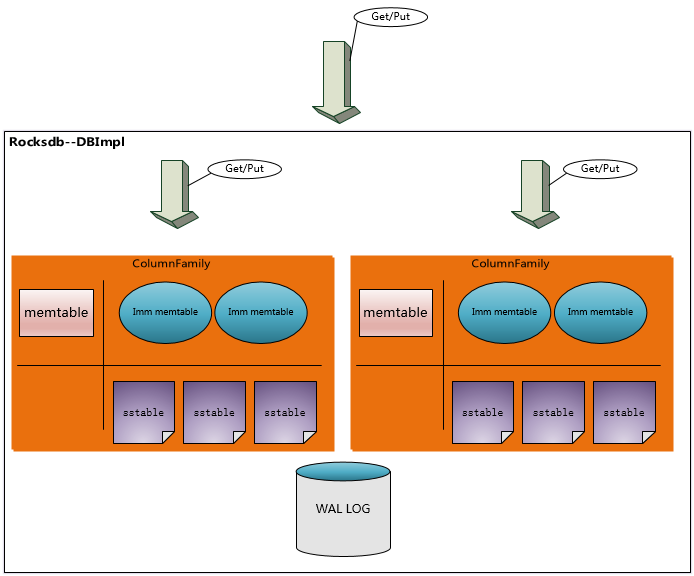 Get/Put
Rocksdb--DBImpl
Get/Put
Get/Put
ColumnFamily
memtable
Imm memtable
Imm memtable
sstable
sstable
sstable
ColumnFamily
memtable
Imm memtable
Imm memtable
sstable
sstable
sstable
WAL LOG